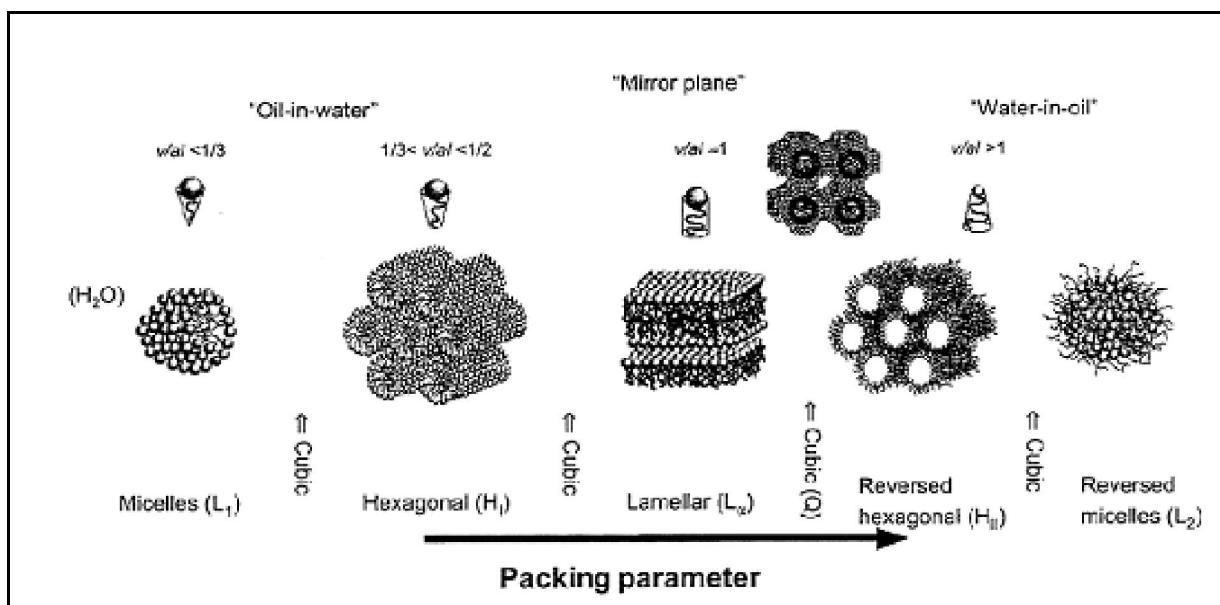 "Mirror plane"
"Oil-in-water"
"Water-in-oil"
v/al <1/3
1/3< v/al <1/2
v/al =1
v/al >1
(H₂O)
⇐ Cubic
⇐ Cubic
⇐ Cubic (Q)
⇐ Cubic
Micelles (L₁)
Hexagonal (H_I)
Lamellar (L_α)
Reversed
hexagonal (H_II)
Reversed
micelles (L₂)
Packing parameter